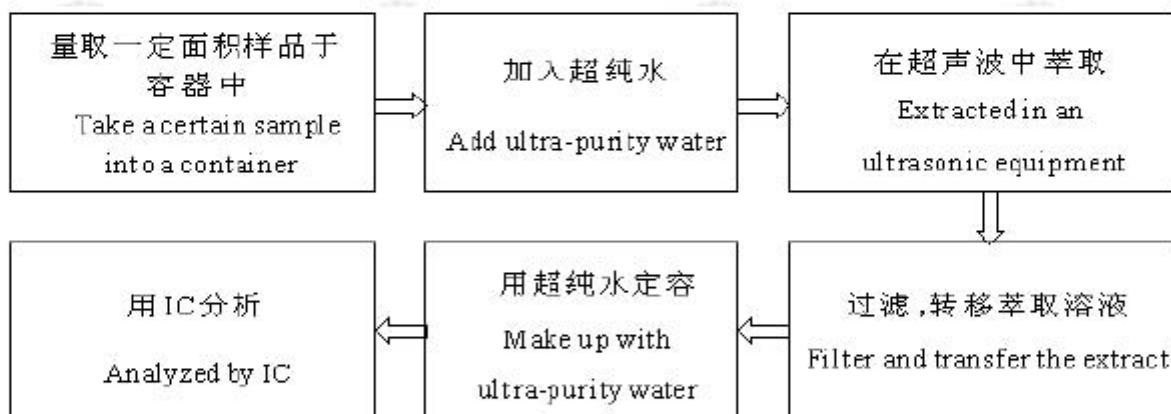 量取一定面积样品于
容器中
Take a certain sample
into a container
加入超纯水
Add ultra-purity water
在超声波中萃取
Extracted in an
ultrasonic equipment
过滤,转移萃取溶液
Filter and transfer the extract
用超纯水定容
Make up with
ultra-purity water
用IC分析
Analyzed by IC